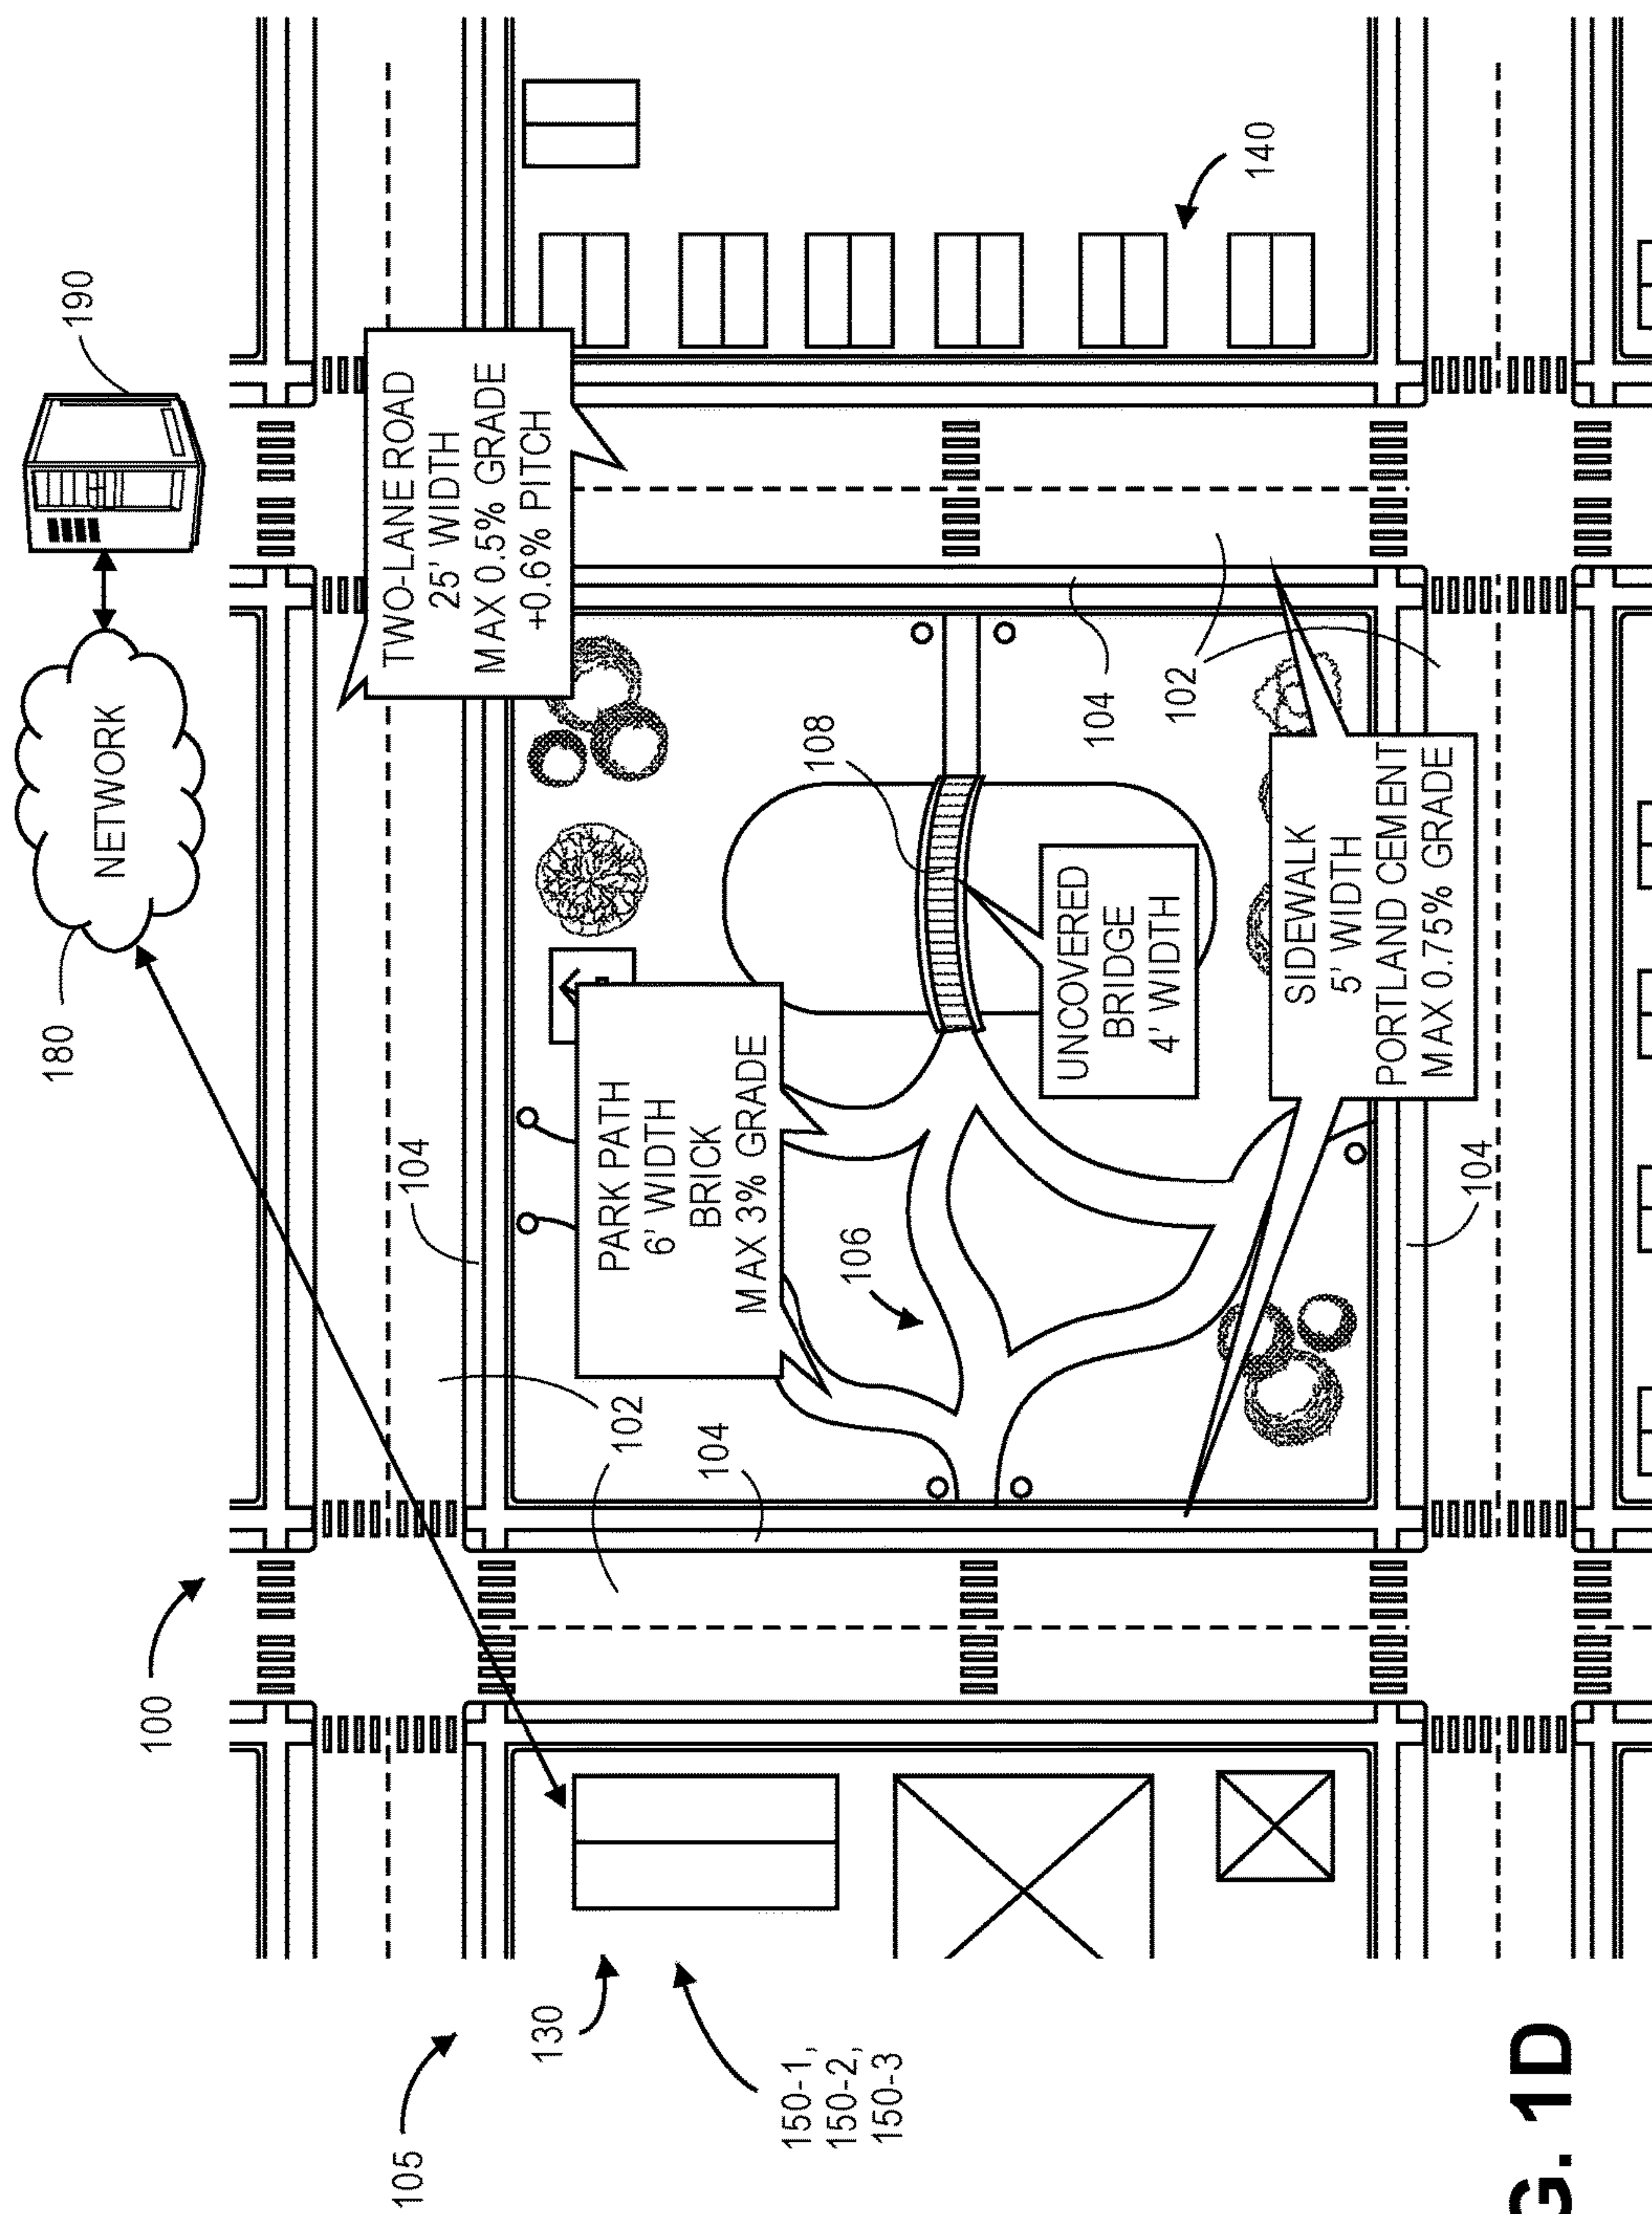 190
NETWORK
180
TWO-LANE ROAD
25' WIDTH
MAX 0.5% GRADE
+0.6% PITCH
140
100
104
102
104
PARK PATH
6' WIDTH
BRICK
MAX 3% GRADE
106
108
UNCOVERED
BRIDGE
4' WIDTH
104
102
SIDEWALK
5' WIDTH
PORTLAND CEMENT
MAX 0.75% GRADE
104
105
130
150-1,
150-2,
150-3
G. 1D